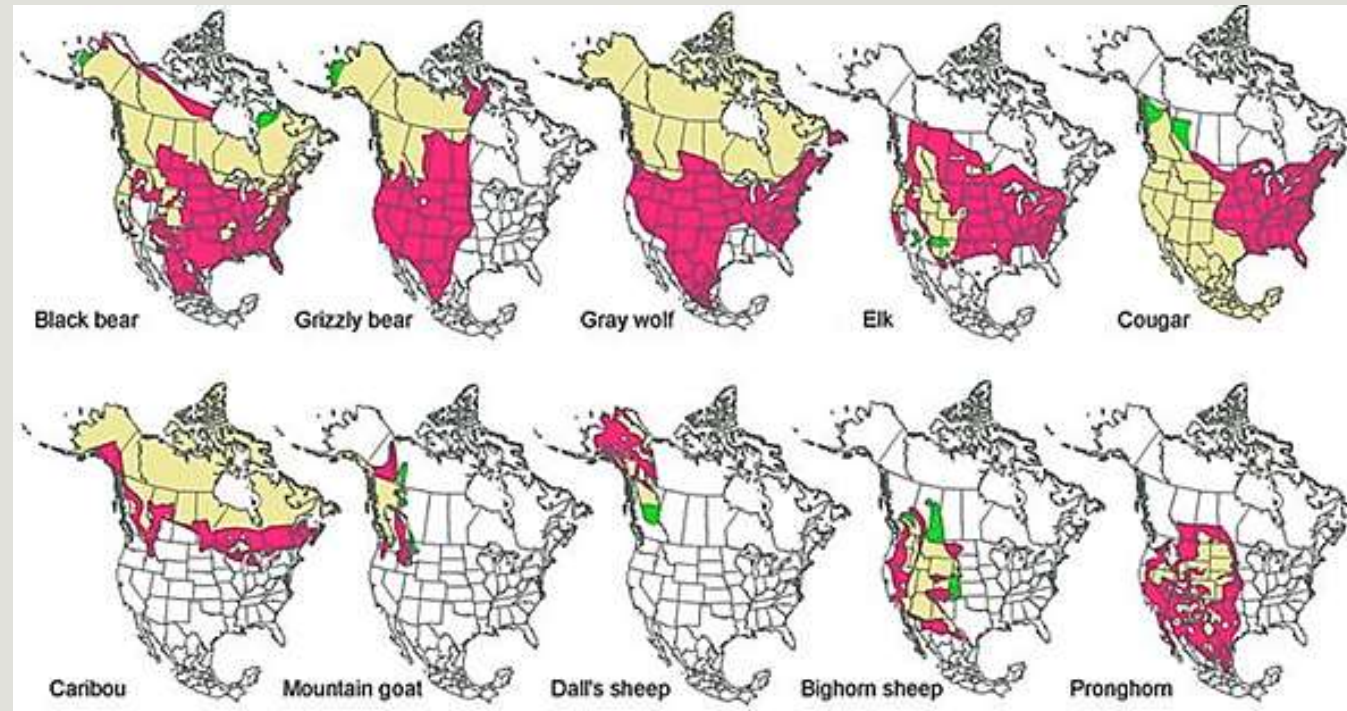 Black bear
Grizzly bear
Gray wolf
Elk
Cougar
Caribou
Mountain goat
Dall's sheep
Bighorn sheep
Pronghorn